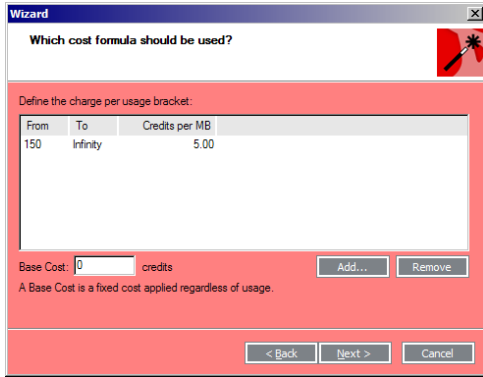 Wizard
Which cost formula should be used?
Define the charge per usage bracket:
From To Credits per MB
150 Infinity 5.00
Base Cost: 0 credits Add... Remove
A Base Cost is a fixed cost applied regardless of usage.
< Back Next > Cancel